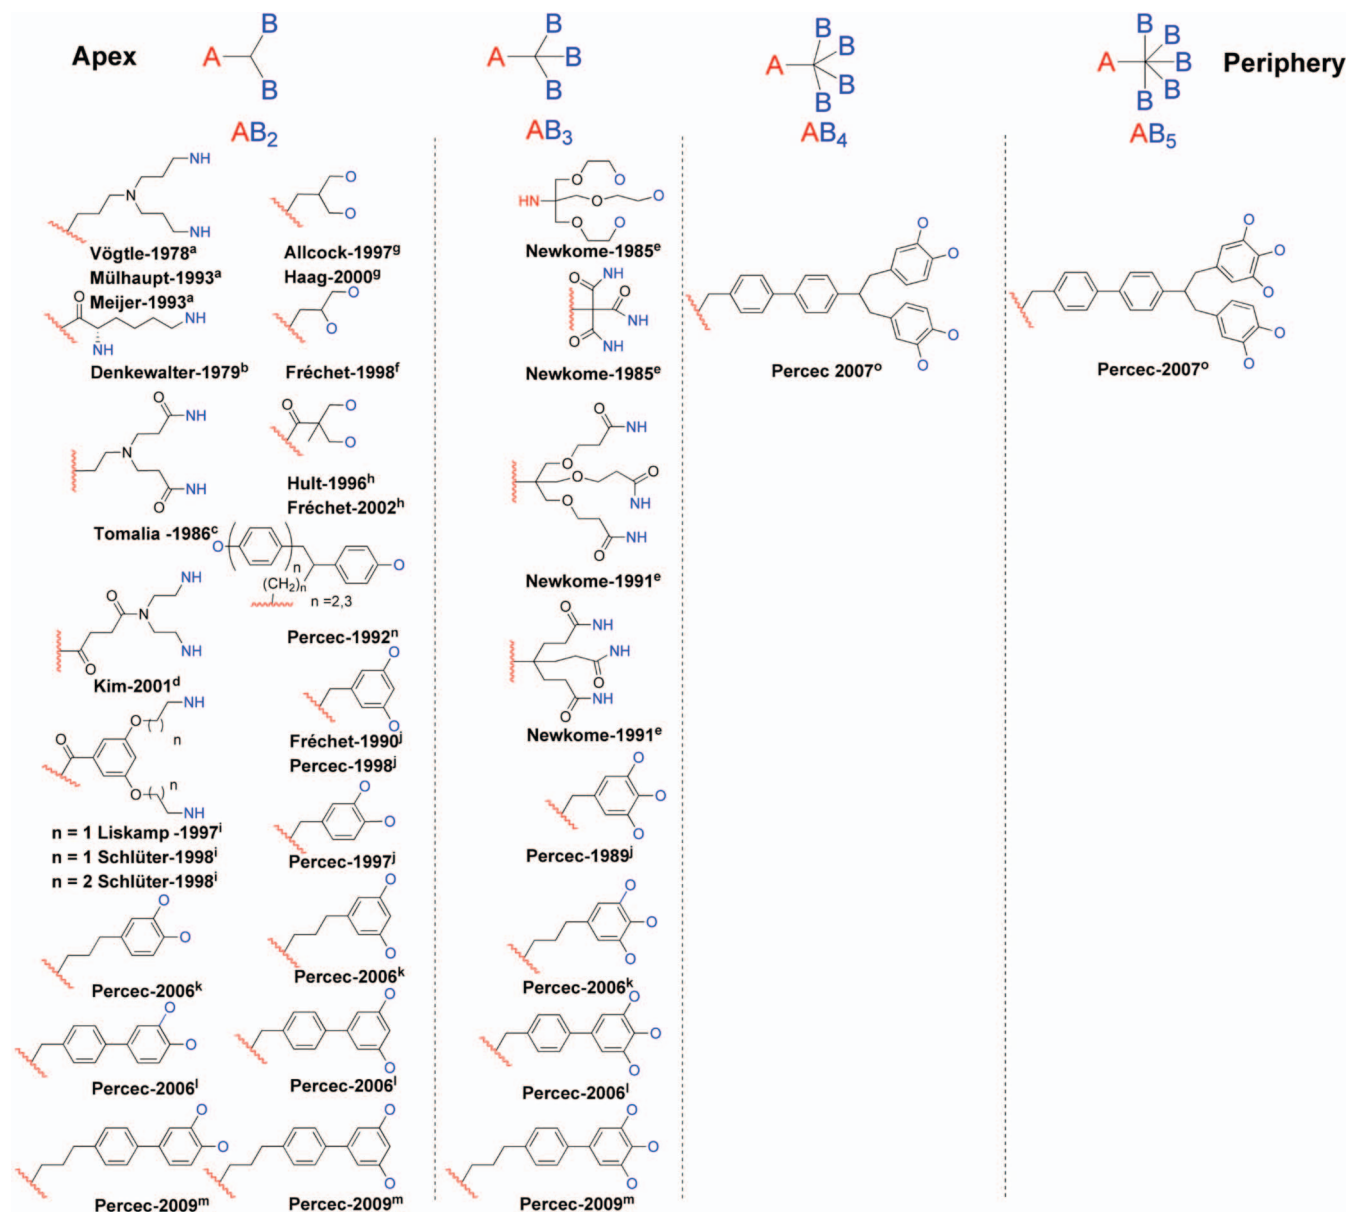 Apex
A B B
AB2
A B B B
AB3
A B B B B
AB4
A B B B B B
AB5
Periphery
NH
N
NH
Vögtle-1978a
Mülhaupt-1993a
Meijer-1993a
O
NH
NH
Denkewalter-1979b
O
NH
N
NH
O
Tomalia -1986c
NH
O
N
NH
O
Kim-2001d
NH
O
n
O
n
O
NH
n = 1 Liskamp -1997i
n = 1 Schlüter-1998i
n = 2 Schlüter-1998i
O
O
Percec-2006k
O
O
Percec-2006l
O
O
Percec-2009m
O
O
Allcock-1997g
Haag-2000g
O
O
Fréchet-1998f
O
O
O
Hult-1996h
Fréchet-2002h
O
n
O
(CH2)n
n =2,3
Percec-1992n
O
O
Fréchet-1990j
Percec-1998j
O
O
Percec-1997j
O
O
Percec-2006k
O
O
Percec-2006l
O
O
Percec-2009m
O
O
HN
O
O
O
O
Newkome-1985e
O
NH
O
NH
O
NH
Newkome-1985e
O
NH
O
O
O
NH
O
NH
O
Newkome-1991e
O
NH
NH
O
NH
O
Newkome-1991e
O
O
O
Percec-1989j
O
O
O
Percec-2006k
O
O
O
Percec-2006l
O
O
O
Percec-2009m
O
O
O
O
Percec 2007o
O
O
O
O
O
Percec-2007o